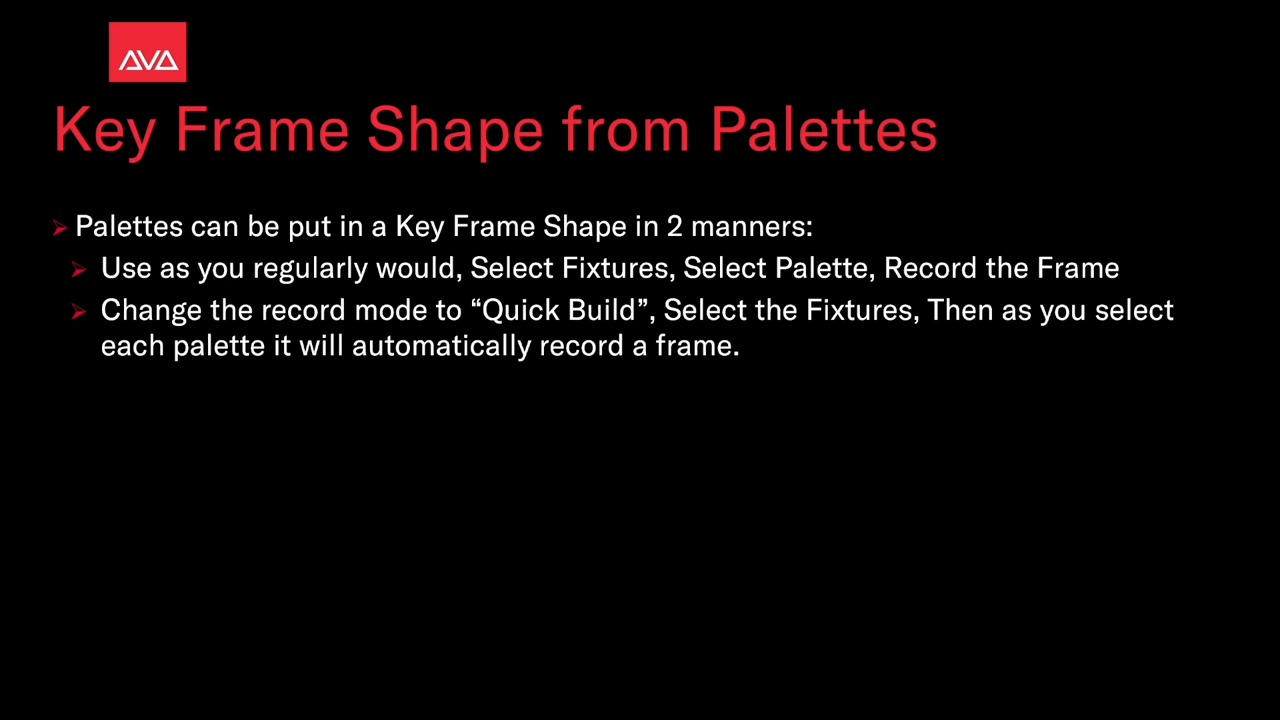 AVA
Key Frame Shape from Palettes
Palettes can be put in a Key Frame Shape in 2 manners:
Use as you regularly would, Select Fixtures, Select Palette, Record the Frame
Change the record mode to “Quick Build”, Select the Fixtures, Then as you select
each palette it will automatically record a frame.